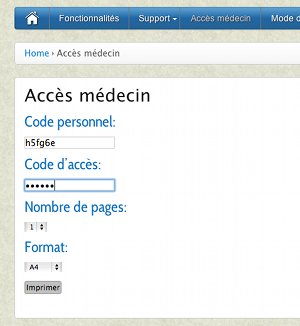 Fonctionnalités Support Accès médecin Mode d
Home › Accès médecin
Accès médecin
Code personnel:
h5fg6e
Code d'accès:
••••••
Nombre de pages:
1
Format:
A4
Imprimer